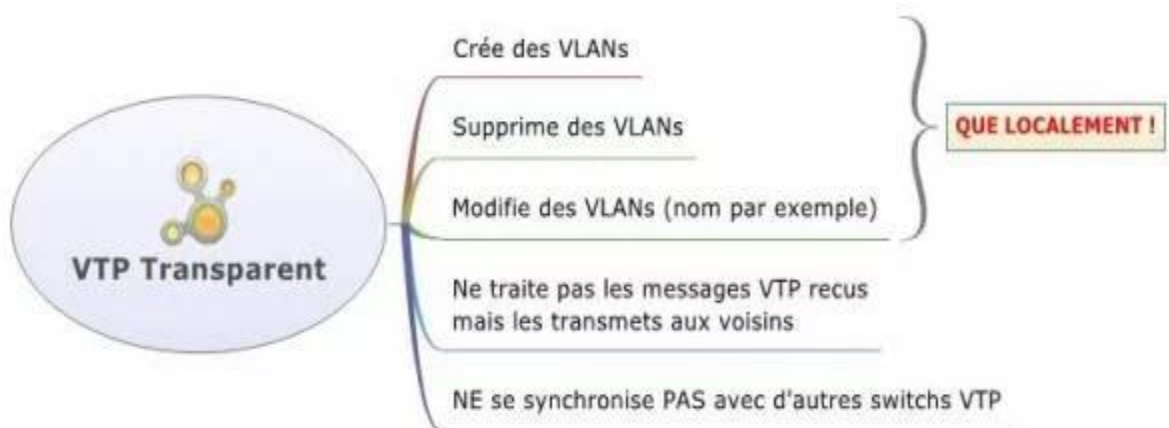 Crée des VLANs
Supprime des VLANs
QUE LOCALEMENT !
Modifie des VLANs (nom par exemple)
VTP Transparent
Ne traite pas les messages VTP recus
mais les transmets aux voisins
NE se synchronise PAS avec d'autres switchs VTP